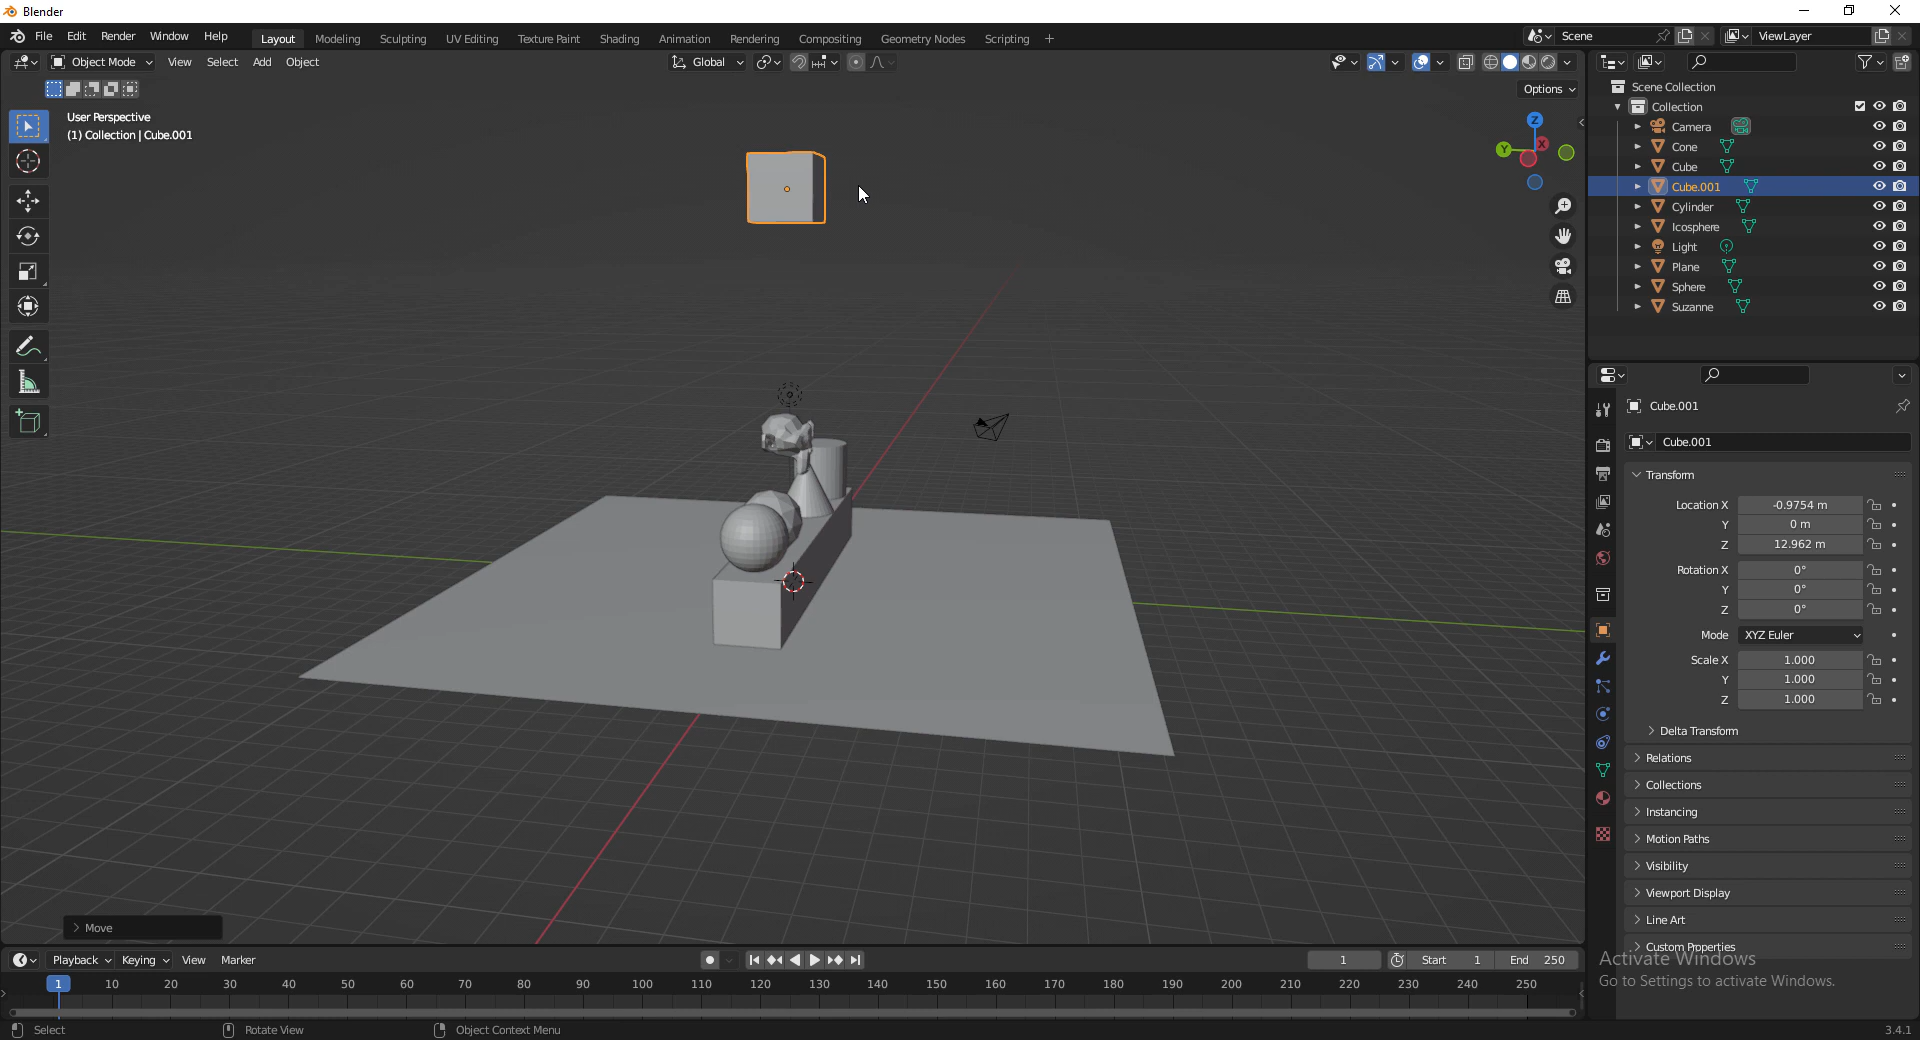 Blender
File Edit Render Window Help Layout Modeling Sculpting UV Editing Texture Paint Shading Animation Rendering Compositing Geometry Nodes Scripting + Scene ViewLayer
Object Mode View Select Add Object Global
Options
User Perspective
(1) Collection | Cube.001
Z
X
Y
Scene Collection
Collection
Camera
Cone
Cube
Cube.001
Cylinder
Icosphere
Light
Plane
Sphere
Suzanne
Cube.001
Cube.001
Transform
Location X -0.9754 m
Y 0 m
Z 12.962 m
Rotation X 0°
Y 0°
Z 0°
Mode XYZ Euler
Scale X 1.000
Y 1.000
Z 1.000
Delta Transform
Relations
Collections
Instancing
Motion Paths
Visibility
Viewport Display
Line Art
Custom Properties
Activate Windows
Go to Settings to activate Windows.
Move
Playback Keying View Marker 1 Start 1 End 250
1 10 20 30 40 50 60 70 80 90 100 110 120 130 140 150 160 170 180 190 200 210 220 230 240 250
Select Rotate View Object Context Menu 3.4.1